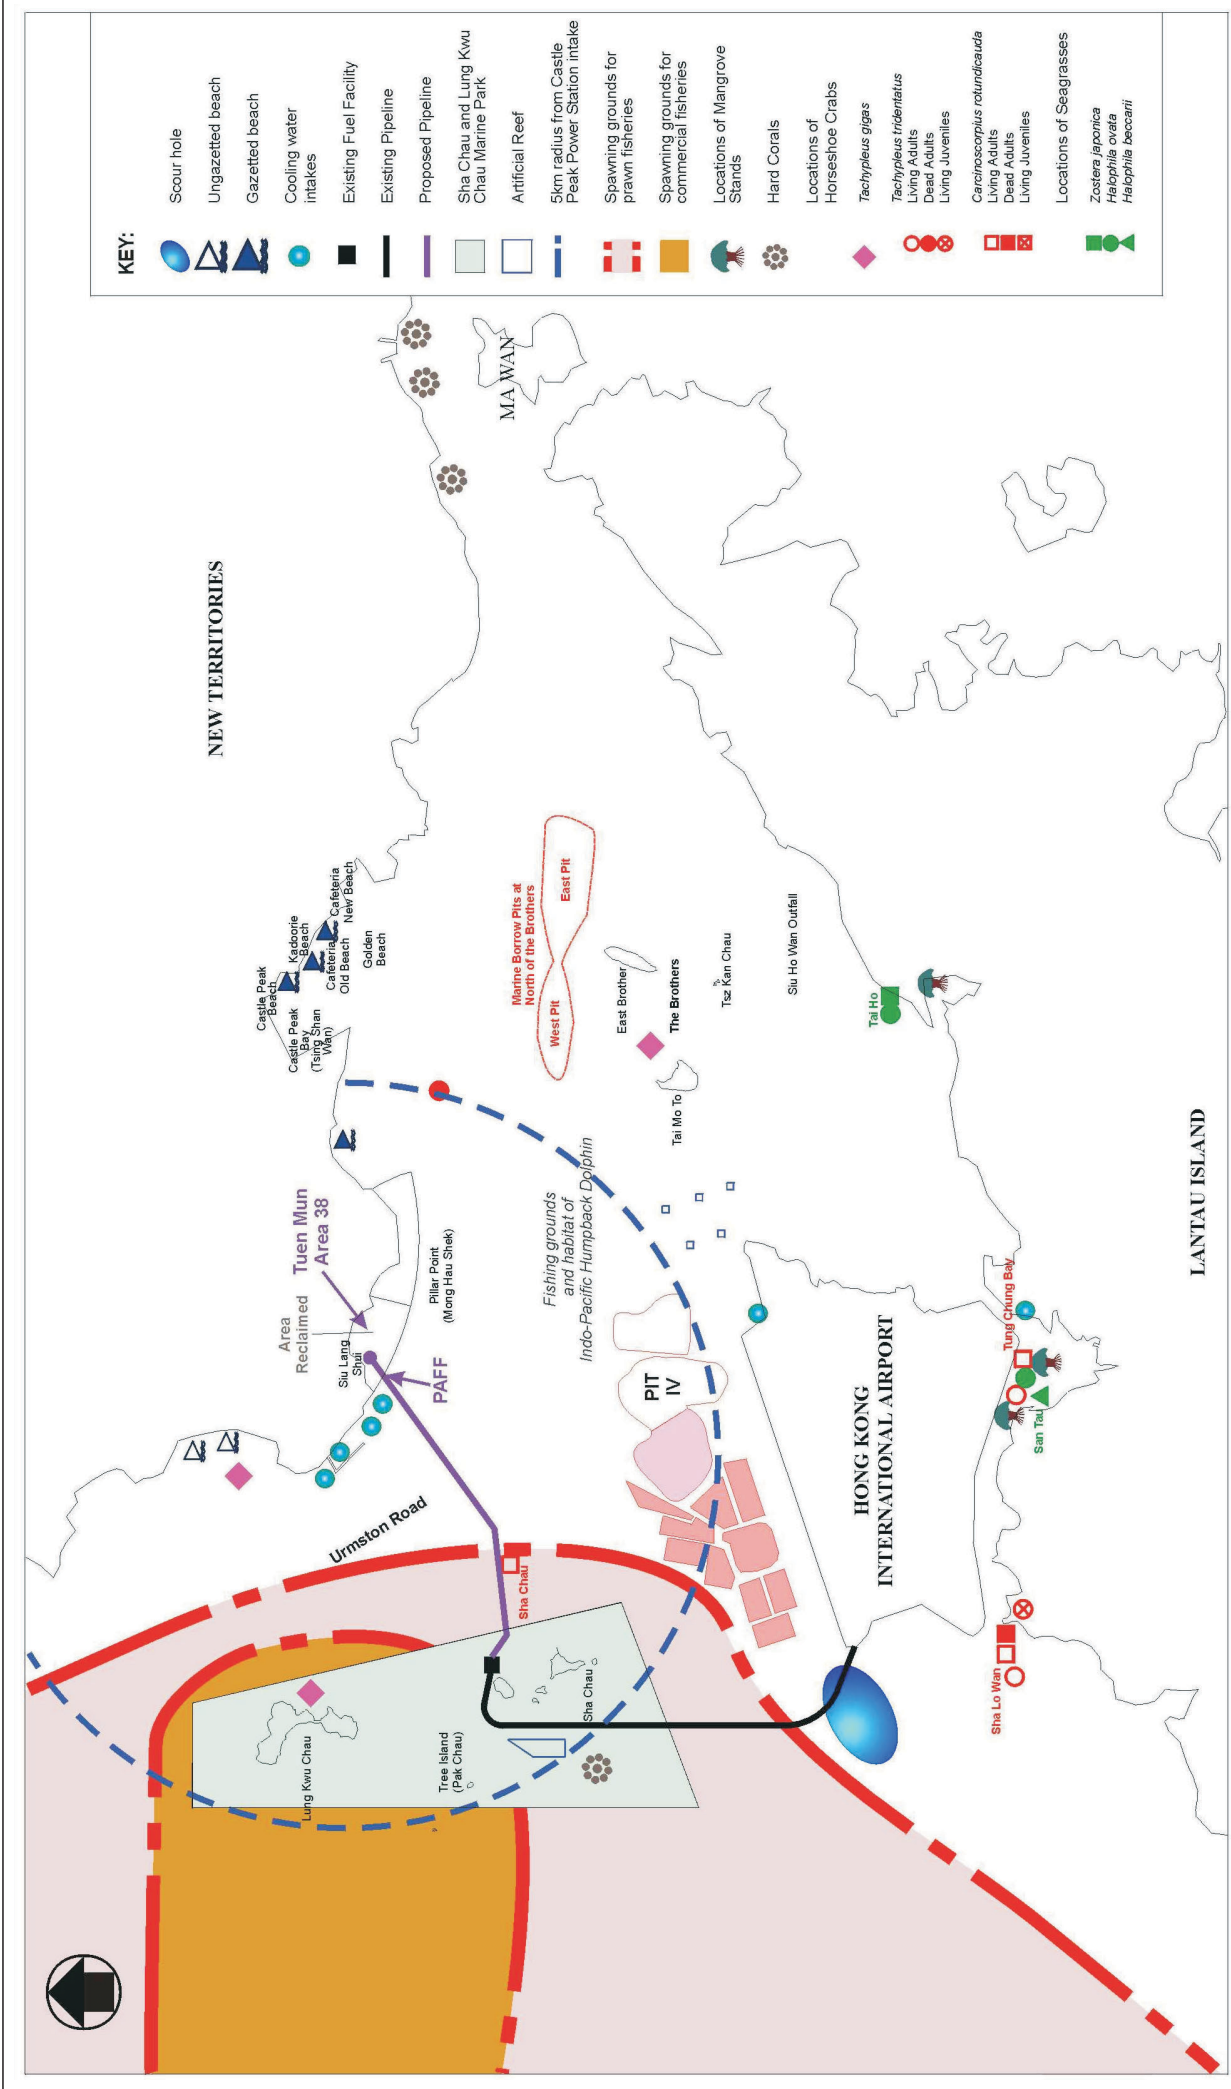 KEY:
Scour hole
Ungazetted beach
Gazetted beach
Cooling water
intakes
Existing Fuel Facility
Existing Pipeline
Proposed Pipeline
Sha Chau and Lung Kwu
Chau Marine Park
Artificial Reef
5km radius from Castle
Peak Power Station intake
Spawning grounds for
prawn fisheries
Spawning grounds for
commercial fisheries
Locations of Mangrove
Stands
Hard Corals
Locations of
Horseshoe Crabs
Tachypleus gigas
Tachypleus tridentatus
Living Adults
Dead Adults
Living Juveniles
Carcinoscorpius rotundicauda
Living Adults
Dead Adults
Living Juveniles
Locations of Seagrasses
Zostera japonica
Halophila ovata
Halophila beccarii
NEW TERRITORIES
MA WAN
Castle Peak
Beach
Kadoorie
Beach
Cafeteria
Old Beach
Cafeteria
New Beach
Golden
Beach
Castle Peak
Bay
(Tsing Shan
Wan)
Tuen Mun
Area 38
Area
Reclaimed
Siu Lang
Shui
Pillar Point
(Mong Hau Shek)
PAFF
Urmston Road
Marine Borrow Pits at
North of the Brothers
West Pit
East Pit
East Brother
The Brothers
Tai Mo To
Tsz Kan Chau
Siu Ho Wan Outfall
Fishing grounds
and habitat of
Indo-Pacific Humpback Dolphin
PIT
IV
Sha Chau
Sha Chau
Lung Kwu Chau
Tree Island
(Pak Chau)
HONG KONG
INTERNATIONAL AIRPORT
Tai Ho
Tung Chung Bay
San Tau
Sha Lo Wan
LANTAU ISLAND